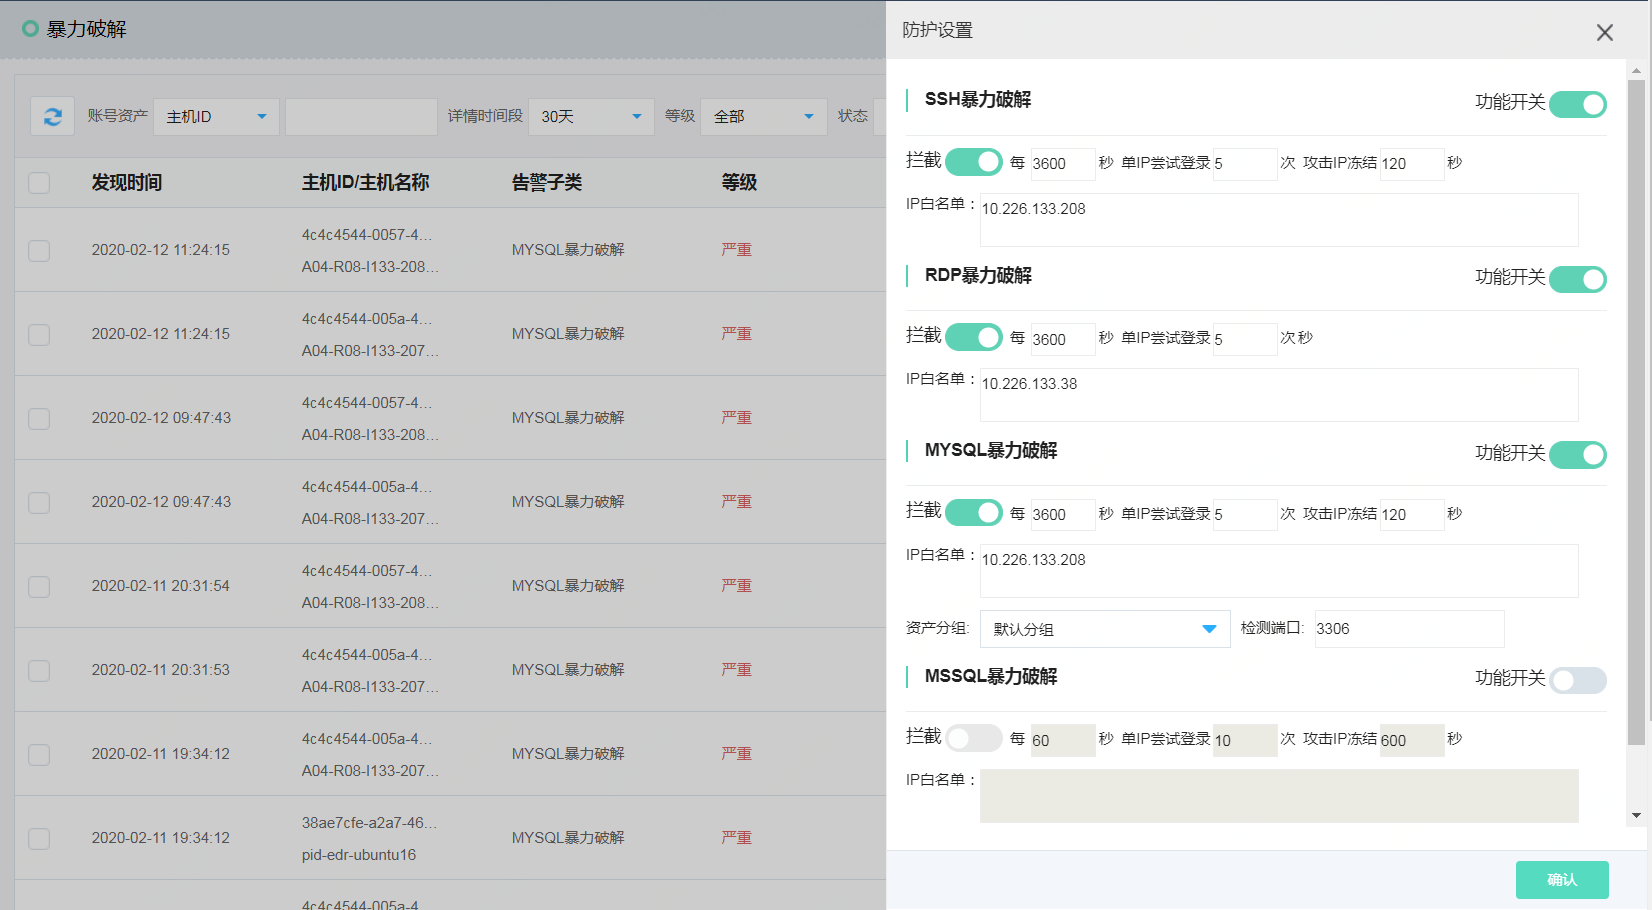 暴力破解
账号资产 主机ID 详情时间段 30天 等级 全部 状态
发现时间 主机ID/主机名称 告警子类 等级
2020-02-12 11:24:15 4c4c4544-0057-4... A04-R08-I133-208... MYSQL暴力破解 严重
2020-02-12 11:24:15 4c4c4544-005a-4... A04-R08-I133-207... MYSQL暴力破解 严重
2020-02-12 09:47:43 4c4c4544-0057-4... A04-R08-I133-208... MYSQL暴力破解 严重
2020-02-12 09:47:43 4c4c4544-005a-4... A04-R08-I133-207... MYSQL暴力破解 严重
2020-02-11 20:31:54 4c4c4544-0057-4... A04-R08-I133-208... MYSQL暴力破解 严重
2020-02-11 20:31:53 4c4c4544-005a-4... A04-R08-I133-207... MYSQL暴力破解 严重
2020-02-11 19:34:12 4c4c4544-005a-4... A04-R08-I133-207... MYSQL暴力破解 严重
2020-02-11 19:34:12 38ae7cfe-a2a7-46... pid-edr-ubuntu16 MYSQL暴力破解 严重
4c4c4544-005a-4
防护设置
SSH暴力破解 功能开关
拦截 每 3600 秒 单IP尝试登录 5 次 攻击IP冻结 120 秒
IP白名单： 10.226.133.208
RDP暴力破解 功能开关
拦截 每 3600 秒 单IP尝试登录 5 次秒
IP白名单： 10.226.133.38
MYSQL暴力破解 功能开关
拦截 每 3600 秒 单IP尝试登录 5 次 攻击IP冻结 120 秒
IP白名单： 10.226.133.208
资产分组: 默认分组 检测端口: 3306
MSSQL暴力破解 功能开关
拦截 每 60 秒 单IP尝试登录 10 次 攻击IP冻结 600 秒
IP白名单：
确认